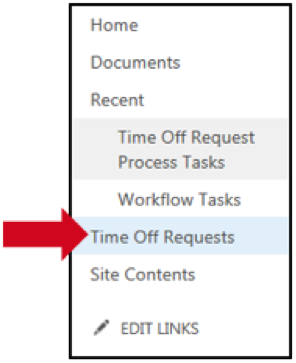 Home
Documents
Recent
Time Off Request
Process Tasks
Workflow Tasks
Time Off Requests
Site Contents
EDIT LINKS